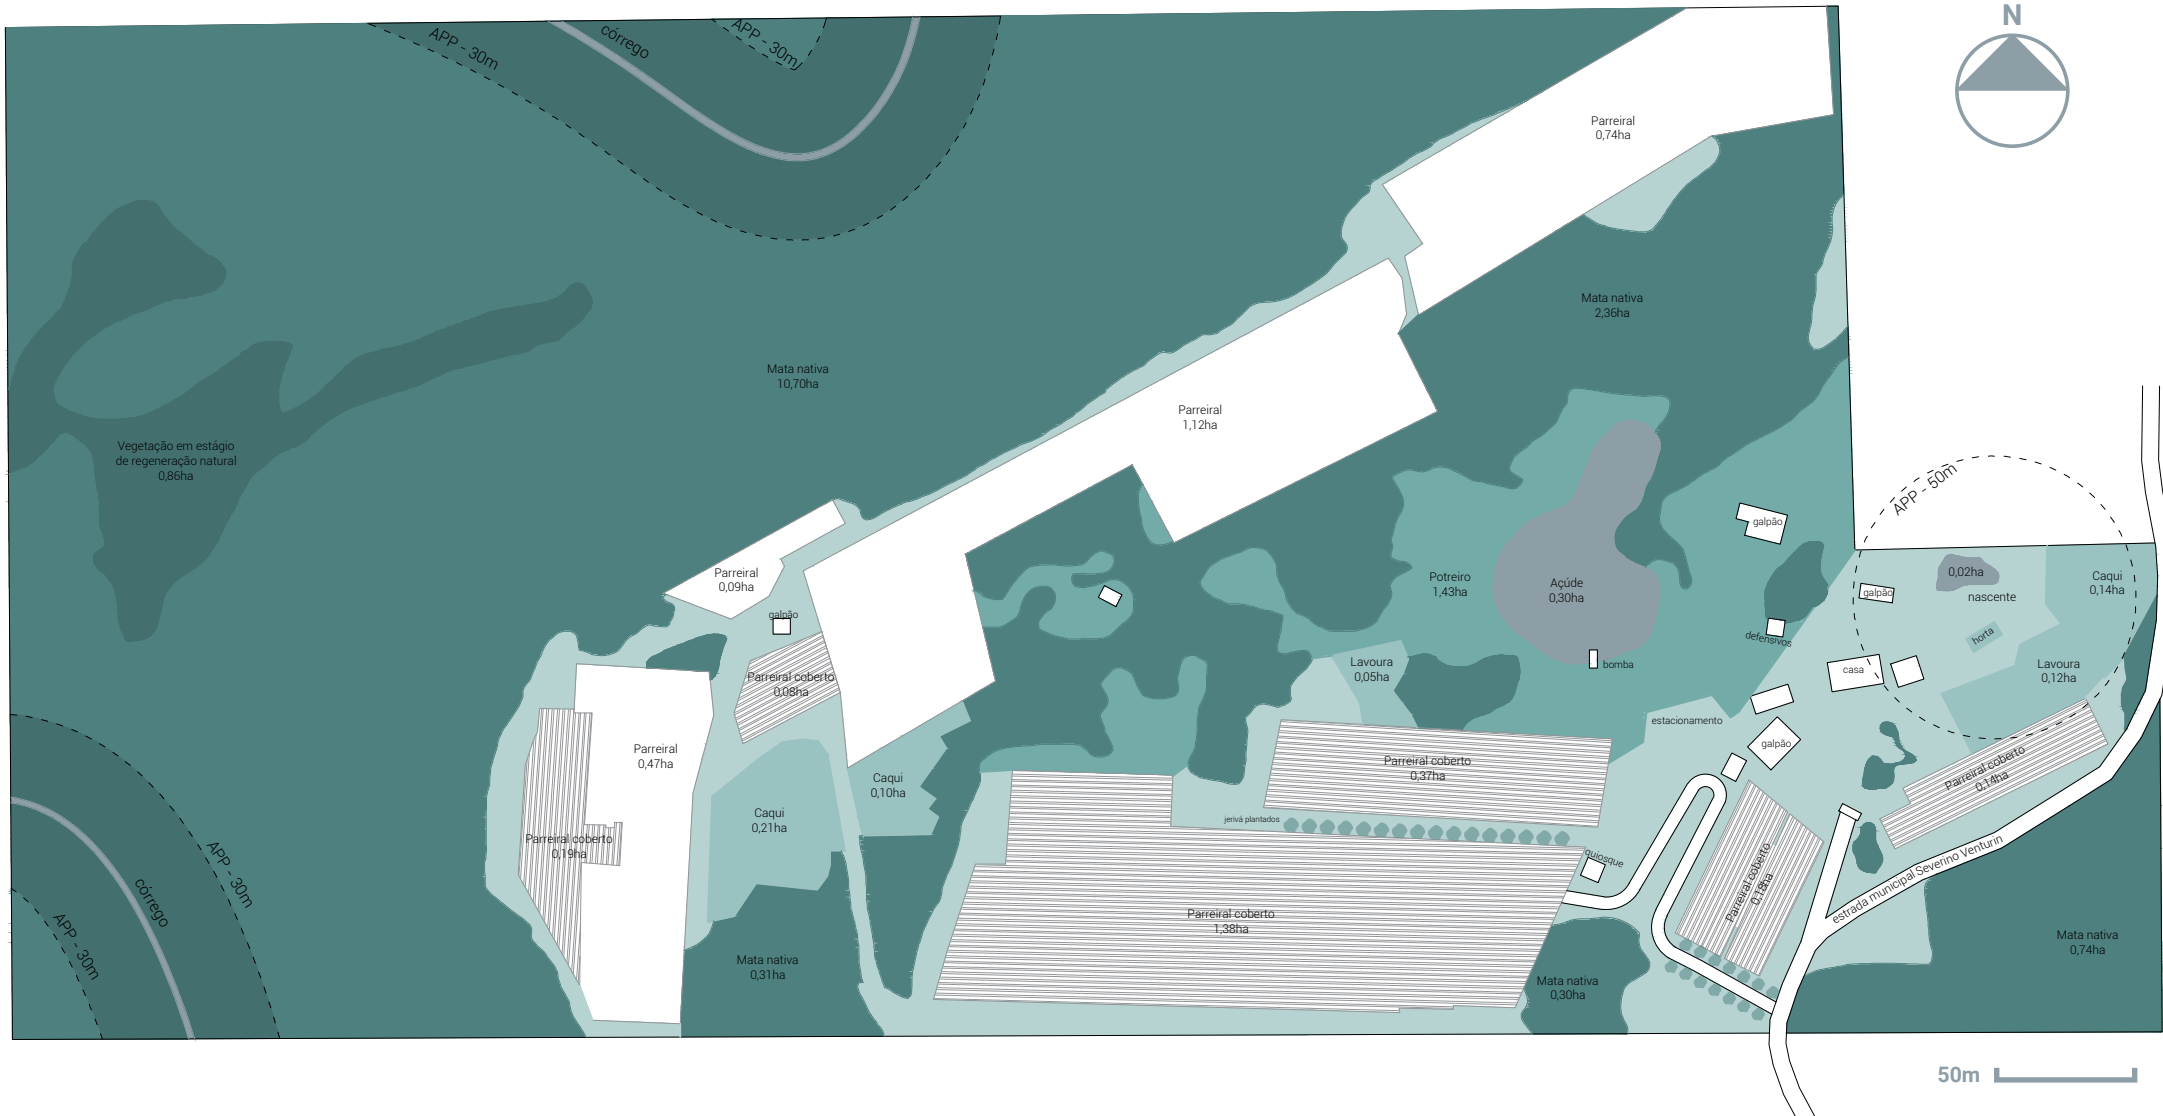 N
APP - 30m
córrego
APP - 30m
Parreiral
0,74ha
Mata nativa
2,36ha
Mata nativa
10,70ha
Parreiral
1,12ha
Vegetação em estágio
de regeneração natural
0,86ha
APP - 50m
galpão
Parreiral
0,09ha
galpão
Potreiro
1,43ha
Açúde
0,30ha
0,02ha
nascente
galpão
Caqui
0,14ha
horta
defensivos
bomba
casa
Lavoura
0,12ha
Lavoura
0,05ha
Parreiral coberto
0,08ha
estacionamento
galpão
Parreiral
0,47ha
Parreiral coberto
0,37ha
Parreiral coberto
0,14ha
Caqui
0,10ha
Caqui
0,21ha
jerivá plantados
Parreiral coberto
0,19ha
quiosque
Parreiral coberto
0,18ha
estrada municipal Severino Venturin
APP - 30m
córrego
APP - 30m
Parreiral coberto
1,38ha
Mata nativa
0,31ha
Mata nativa
0,30ha
Mata nativa
0,74ha
50m